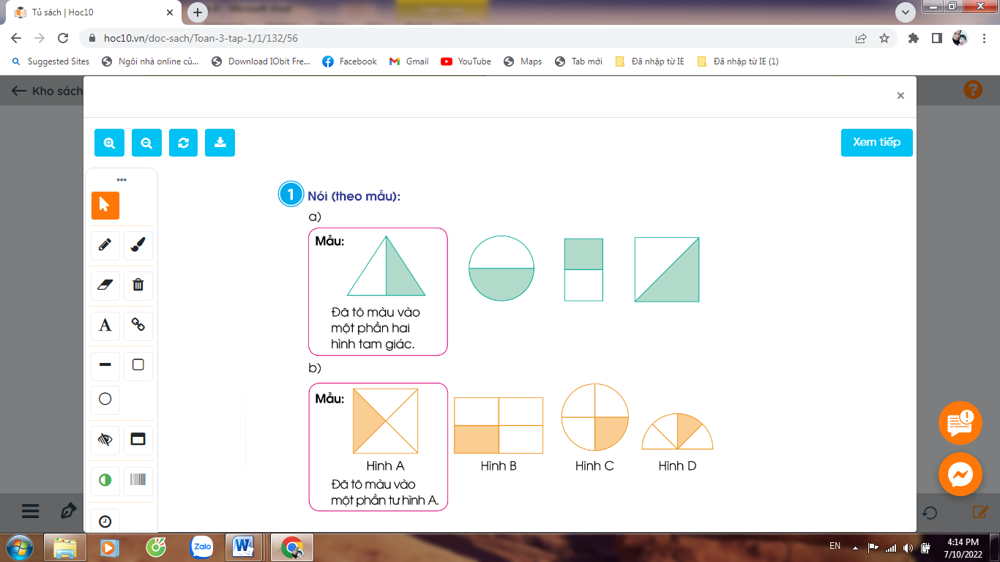 Tủ sách | Hoc10
hoc10.vn/doc-sach/Toan-3-tap-1/1/132/56
Suggested Sites
Ngôi nhà online củ...
Download IObit Fre...
Facebook
Gmail
YouTube
Maps
Tab mới
Đã nhập từ IE
Đã nhập từ IE (1)
Kho sách
Xem tiếp
1 Nói (theo mẫu):
a)
Mẫu:
Đã tô màu vào
một phần hai
hình tam giác.
b)
Mẫu:
Hình A
Hình B
Hình C
Hình D
Đã tô màu vào
một phần tư hình A.
Zalo
EN
4:14 PM
7/10/2022